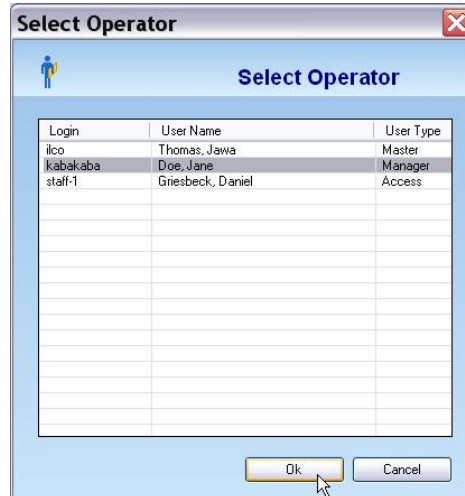 Select Operator
Select Operator
Login User Name User Type
ilco Thomas, Jawa Master
kabakaba Doe, Jane Manager
staff-1 Griesbeck, Daniel Access
Ok Cancel